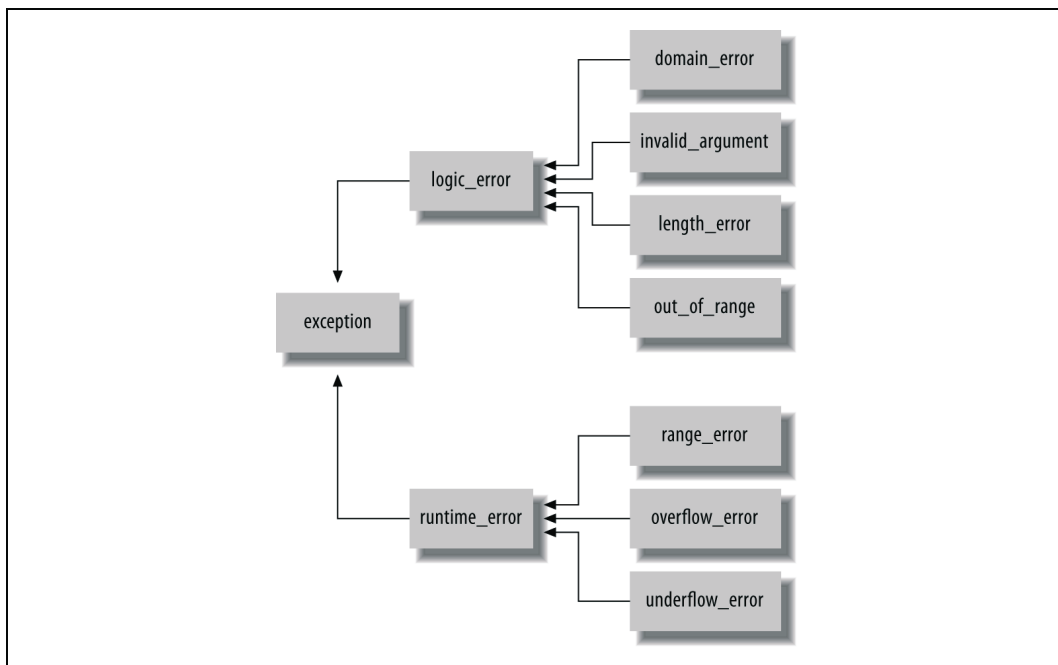 domain_error
invalid_argument
logic_error
length_error
out_of_range
exception
range_error
runtime_error
overflow_error
underflow_error